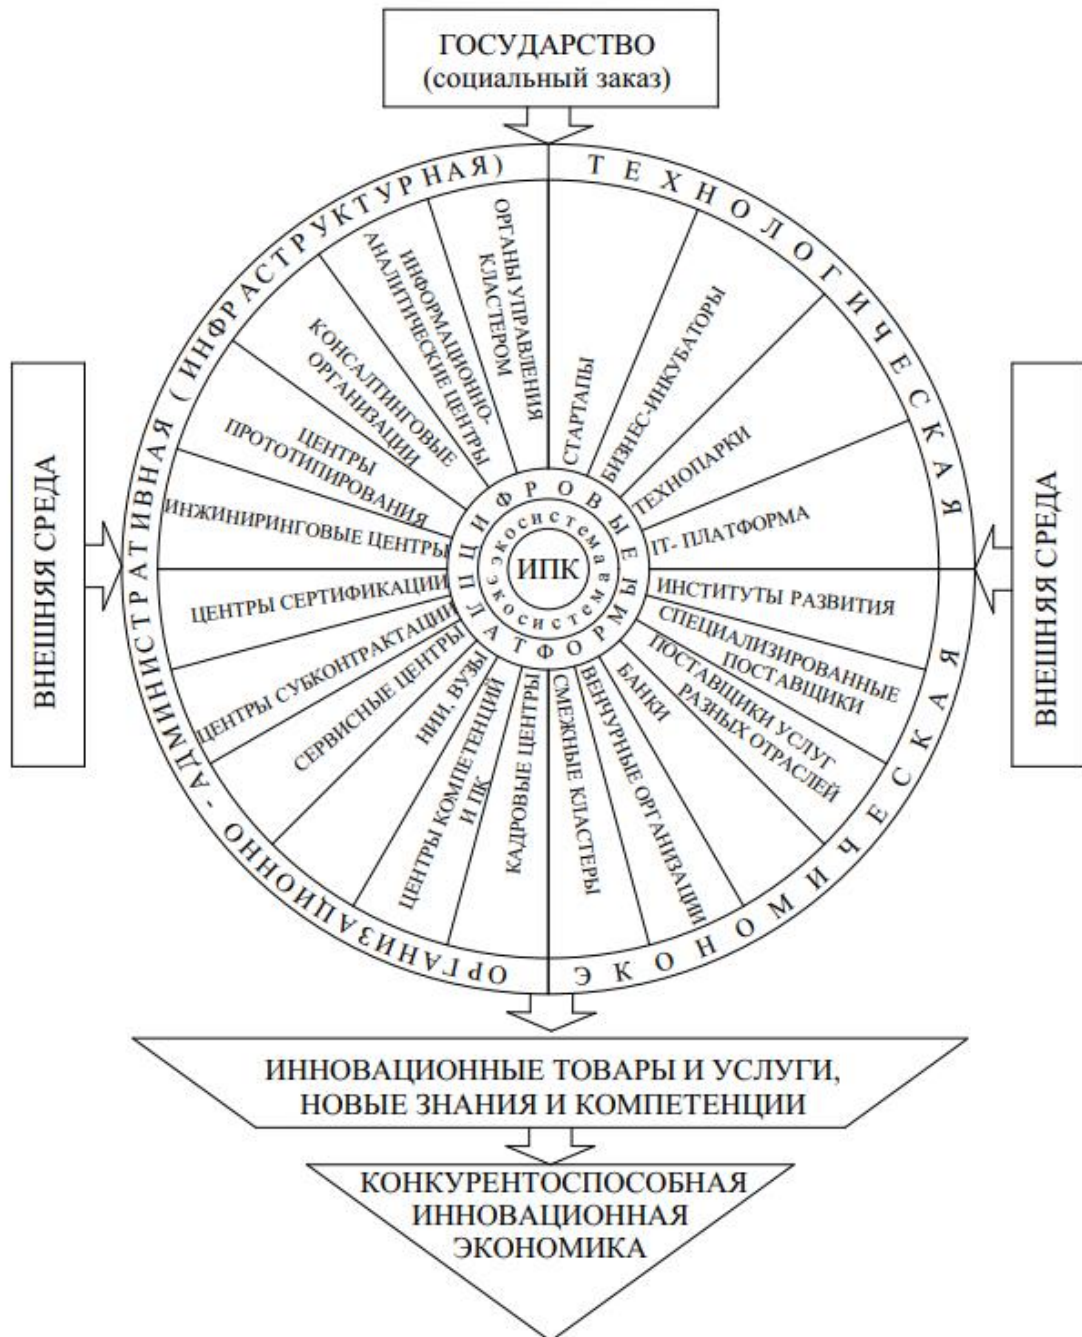 ГОСУДАРСТВО
(социальный заказ)
ОРГАНИЗАЦИОННО - АДМИНИСТРАТИВНАЯ (ИНФРАСТРУКТУРНАЯ)
ТЕХНОЛОГИЧЕСКАЯ
ЭКОНОМИЧЕСКАЯ
ВНЕШНЯЯ СРЕДА
ВНЕШНЯЯ СРЕДА
СТАРТАПЫ
БИЗНЕС-ИНКУБАТОРЫ
ТЕХНОПАРКИ
IT- ПЛАТФОРМА
ИНСТИТУТЫ РАЗВИТИЯ
СПЕЦИАЛИЗИРОВАННЫЕ
ПОСТАВЩИКИ
ПОСТАВЩИКИ УСЛУГ
РАЗНЫХ ОТРАСЛЕЙ
БАНКИ
ВЕНЧУРНЫЕ ОРГАНИЗАЦИИ
СМЕЖНЫЕ КЛАСТЕРЫ
КАДРОВЫЕ ЦЕНТРЫ
ЦЕНТРЫ КОМПЕТЕНЦИЙ
И ПК
НИИ, ВУЗЫ
СЕРВИСНЫЕ ЦЕНТРЫ
ЦЕНТРЫ СУБКОНТРАКТАЦИИ
ЦЕНТРЫ СЕРТИФИКАЦИИ
ИНЖИНИРИНГОВЫЕ ЦЕНТРЫ
ЦЕНТРЫ
ПРОТОТИПИРОВАНИЯ
КОНСАЛТИНГОВЫЕ
ОРГАНИЗАЦИИ
ИНФОРМАЦИОННО-
АНАЛИТИЧЕСКИЕ ЦЕНТРЫ
ОРГАНЫ УПРАВЛЕНИЯ
КЛАСТЕРОМ
ЦИФРОВЫЕ
ПЛАТФОРМЫ
экосистема
экосистема
ИПК
ИННОВАЦИОННЫЕ ТОВАРЫ И УСЛУГИ,
НОВЫЕ ЗНАНИЯ И КОМПЕТЕНЦИИ
КОНКУРЕНТОСПОСОБНАЯ
ИННОВАЦИОННАЯ
ЭКОНОМИКА